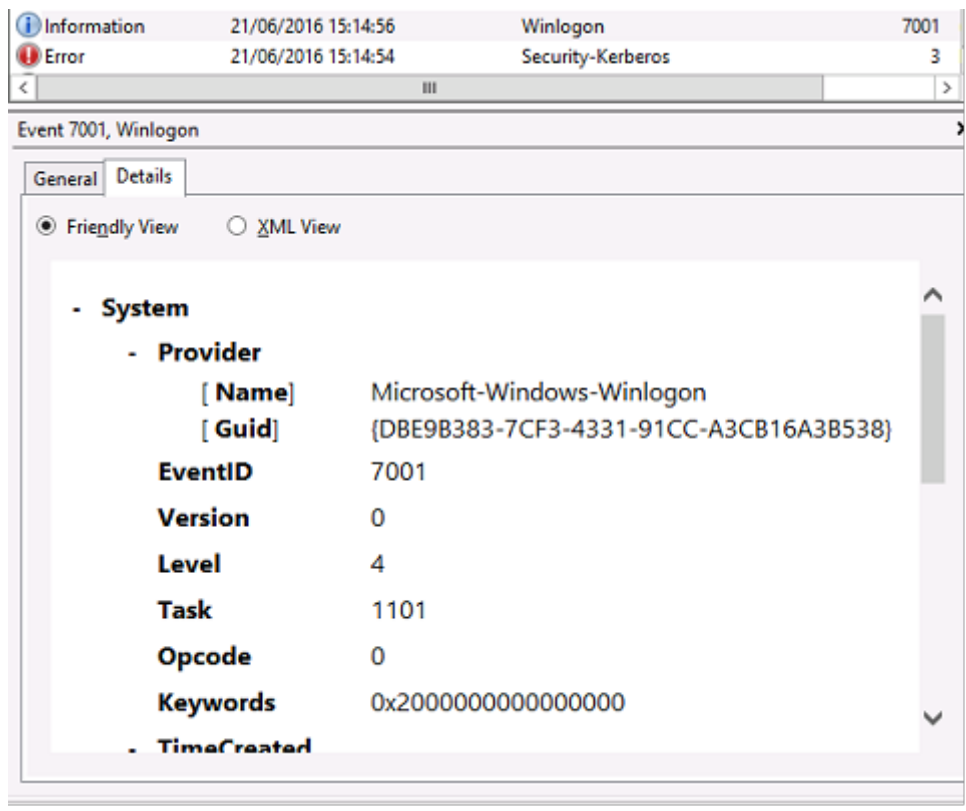 Information 21/06/2016 15:14:56 Winlogon 7001
Error 21/06/2016 15:14:54 Security-Kerberos 3
Event 7001, Winlogon
General Details
Friendly View XML View
- System
- Provider
[ Name] Microsoft-Windows-Winlogon
[ Guid] {DBE9B383-7CF3-4331-91CC-A3CB16A3B538}
EventID 7001
Version 0
Level 4
Task 1101
Opcode 0
Keywords 0x2000000000000000
- TimeCreated